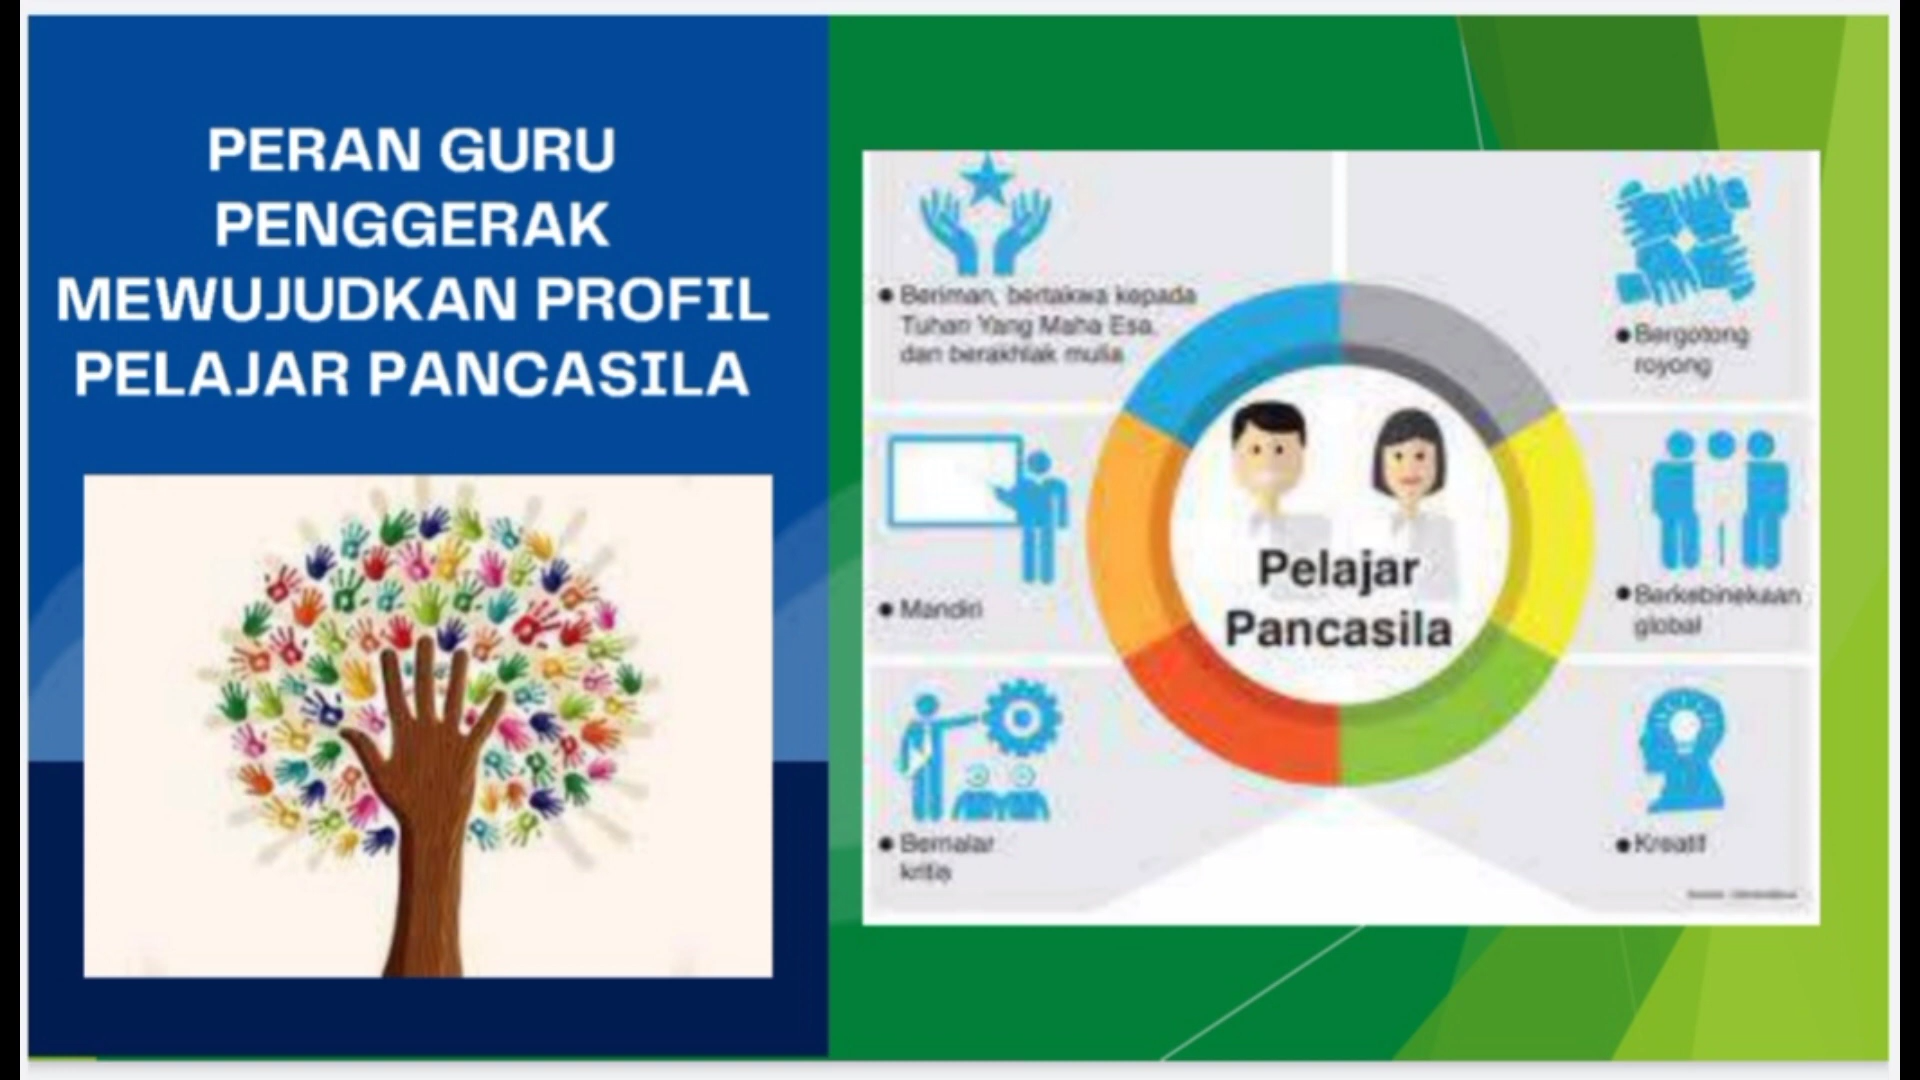 PERAN GURU
PENGGERAK
MEWUJUDKAN PROFIL
PELAJAR PANCASILA
• Beriman, bertakwa kepada
Tuhan Yang Maha Esa,
dan berakhlak mulia
• Bergotong
royong
• Mandiri
• Berkebinekaan
global
• Bernalar
kritis
• Kreatif
Pelajar
Pancasila